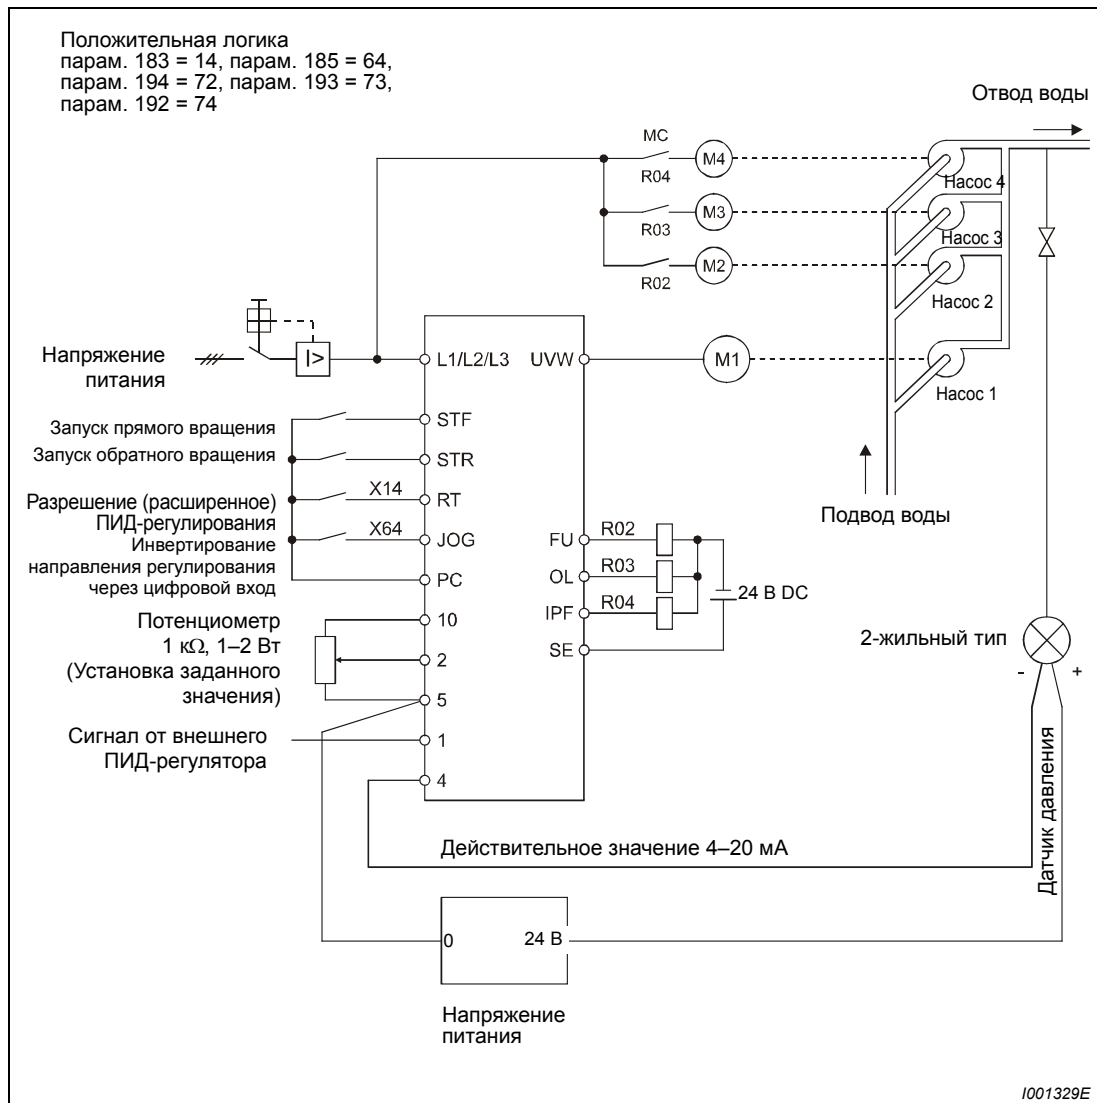 Положительная логика
парам. 183 = 14, парам. 185 = 64,
парам. 194 = 72, парам. 193 = 73,
парам. 192 = 74
Отвод воды
MC
M4
R04
Насос 4
M3
R03
Насос 3
M2
R02
Насос 2
Напряжение
питания
I>
L1/L2/L3
UVW
M1
Насос 1
Запуск прямого вращения
STF
Запуск обратного вращения
STR
Разрешение (расширенное)
ПИД-регулирования
X14
RT
Инвертирование
направления регулирования
через цифровой вход
X64
JOG
PC
Подвод воды
FU
R02
OL
R03
IPF
R04
SE
24 В DC
Потенциометр
1 кΩ, 1–2 Вт
(Установка заданного
значения)
10
2
5
Сигнал от внешнего
ПИД-регулятора
1
4
2-жильный тип
-
+
Датчик давления
Действительное значение 4–20 мА
0
24 В
Напряжение
питания
I001329E